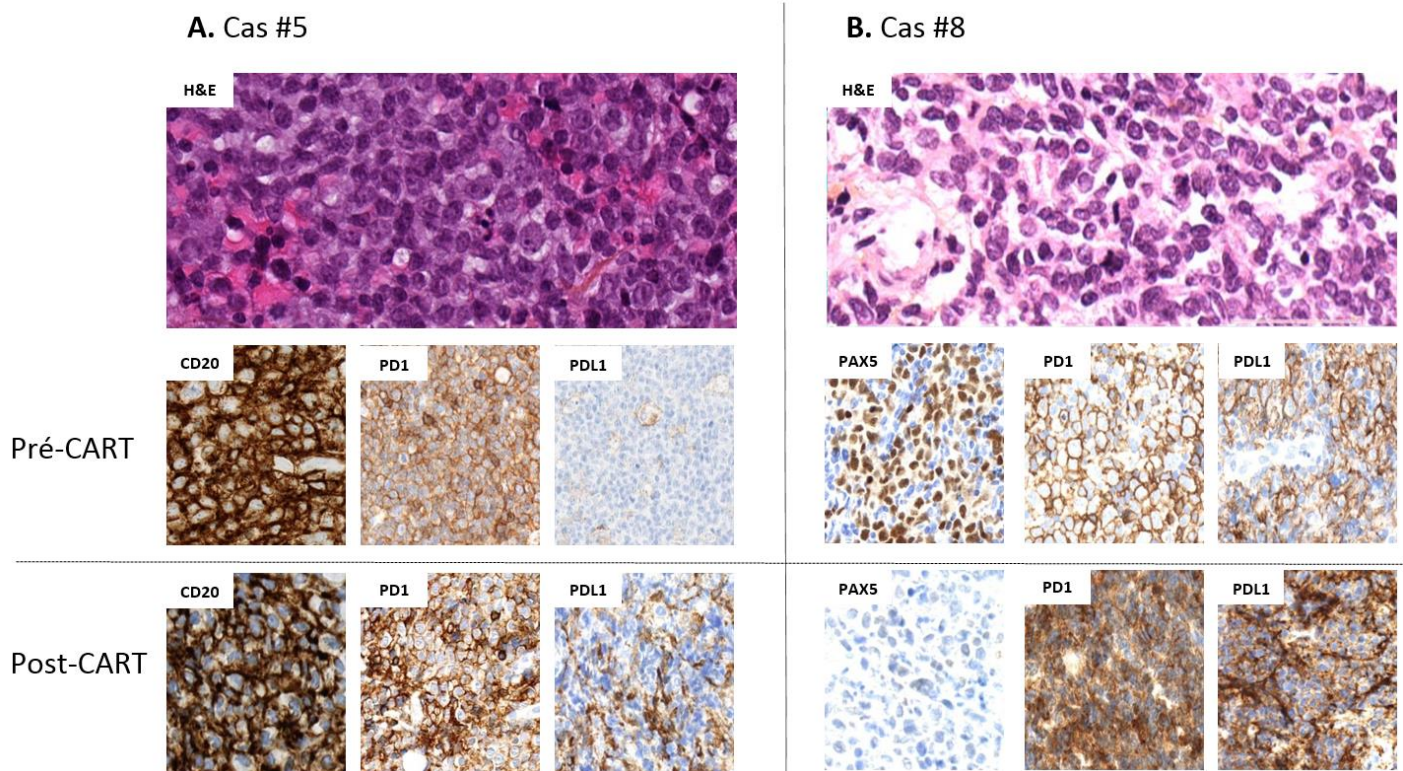 A. Cas #5
B. Cas #8
H&E
H&E
Pré-CART
CD20
PD1
PDL1
PAX5
PD1
PDL1
Post-CART
CD20
PD1
PDL1
PAX5
PD1
PDL1